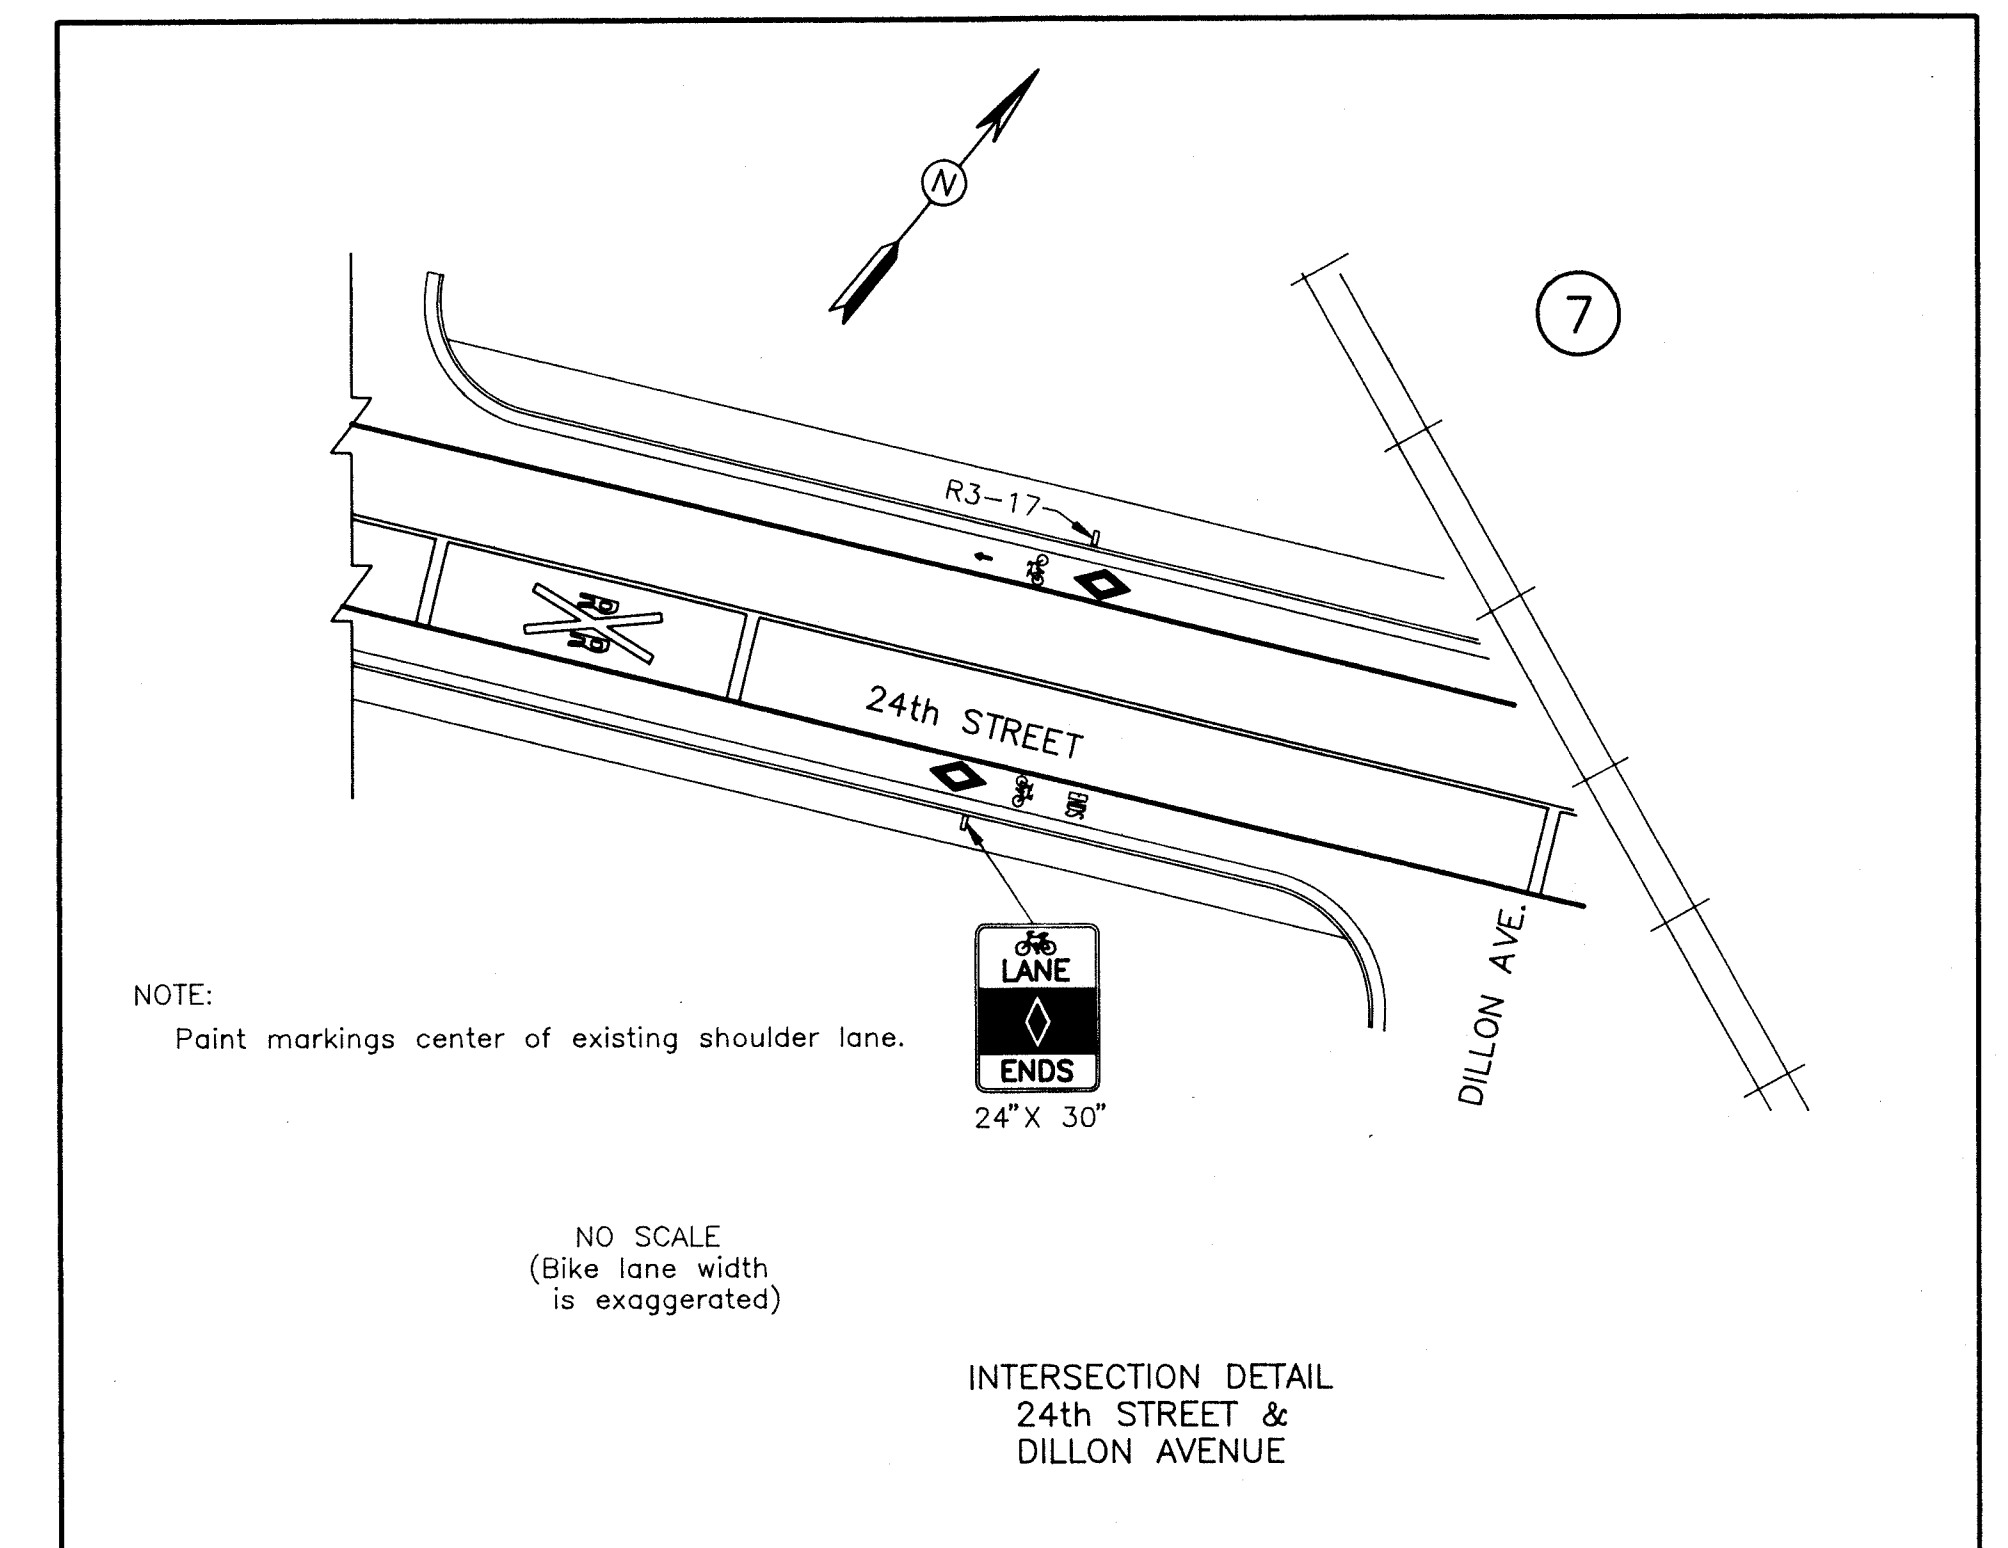 N
7
R3-17
R R
24th STREET
ENDS
LANE
ENDS
24"X 30"
DILLON AVE.
NOTE:
Paint markings center of existing shoulder lane.
NO SCALE
(Bike lane width
is exaggerated)
INTERSECTION DETAIL
24th STREET &
DILLON AVENUE